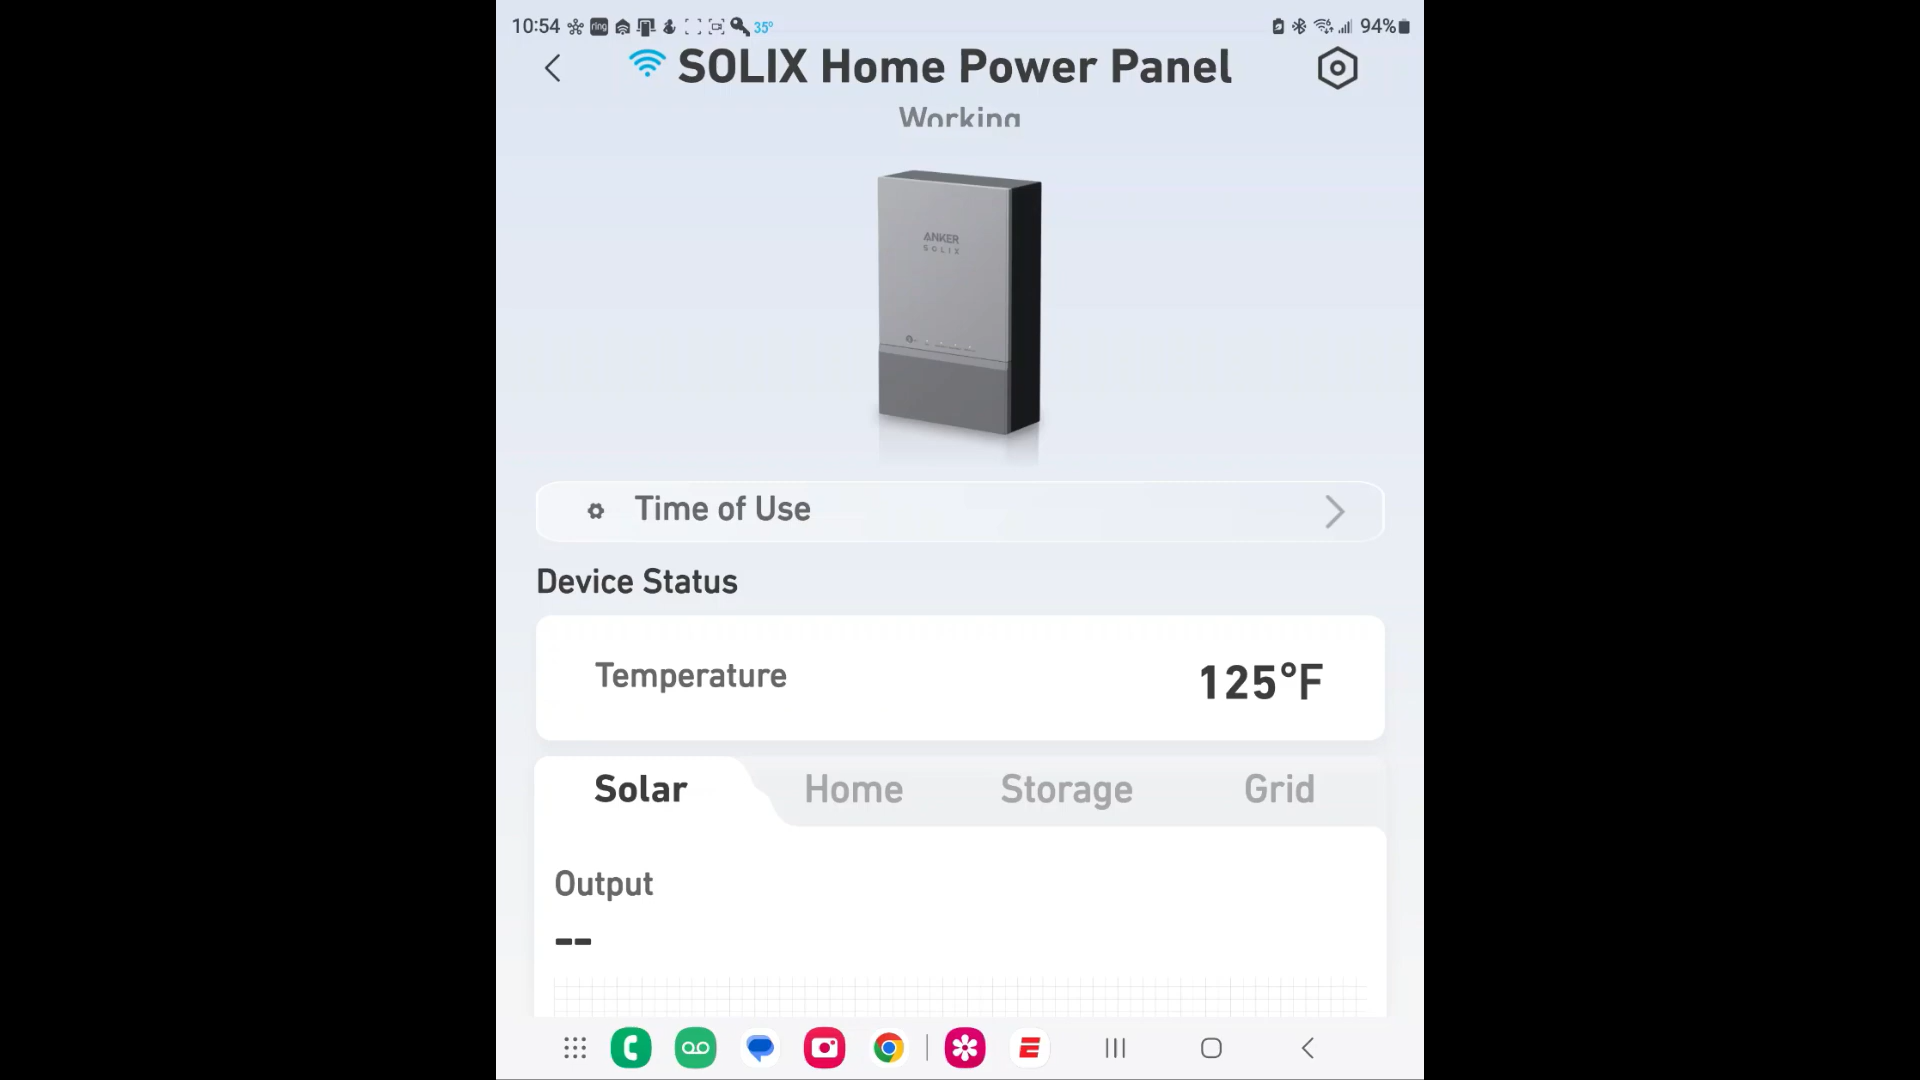 10:54 ring 35° 94%
SOLIX Home Power Panel
Working
ANKER
SOLIX
Time of Use
Device Status
Temperature 125°F
Solar Home Storage Grid
Output
--